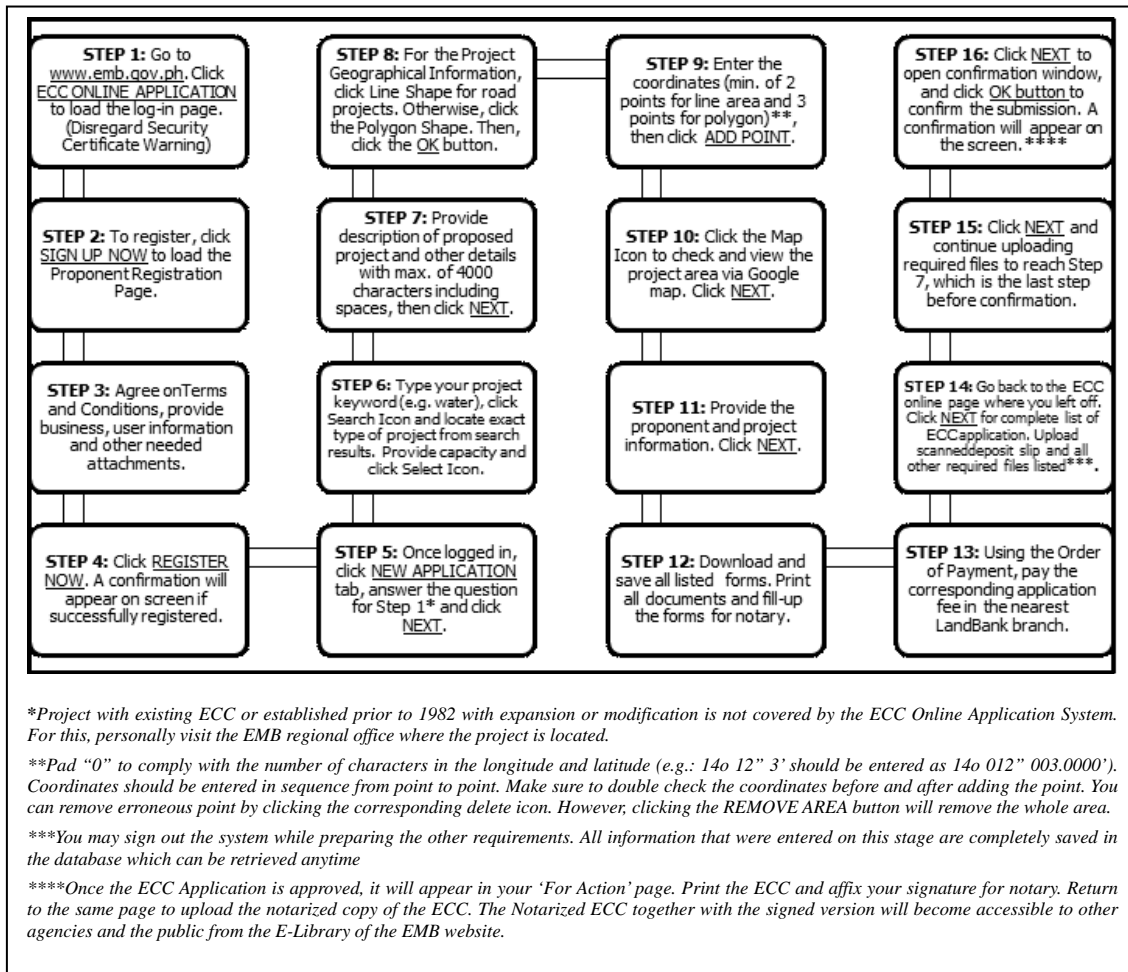 STEP 1: Go to
www.emb.gov.ph. Click
ECC ONLINE APPLICATION
to load the log-in page.
(Disregard Security
Certificate Warning)
STEP 2: To register, click
SIGN UP NOW to load the
Proponent Registration
Page.
STEP 3: Agree onTerms
and Conditions, provide
business, user information
and other needed
attachments.
STEP 4: Click REGISTER
NOW. A confirmation will
appear on screen if
successfully registered.
STEP 5: Once logged in,
click NEW APPLICATION
tab, answer the question
for Step 1* and click
NEXT.
STEP 6: Type your project
keyword(e.g. water), click
Search Icon and locate exact
type of project from search
results. Provide capacity and
click Select Icon.
STEP 7: Provide
description of proposed
project and other details
with max. of 4000
characters including
spaces, then click NEXT.
STEP 8: For the Project
Geographical Information,
click Line Shape for road
projects. Otherwise, click
the Polygon Shape. Then,
click the OK button.
STEP 9: Enter the
coordinates (min. of 2
points for line area and 3
points for polygon)**,
then click ADD POINT.
STEP 10: Click the Map
Icon to check and view the
project area via Google
map. Click NEXT.
STEP 11: Provide the
proponent and project
information. Click NEXT.
STEP 12: Download and
save all listed forms. Print
all documents and fill-up
the forms for notary.
STEP 13: Using the Order
of Payment, pay the
corresponding application
fee in the nearest
LandBank branch.
STEP 14: Go back to the ECC
online page where you left off.
Click NEXT for complete list of
ECCapplication. Upload
scanneddeposit slip and all
other required files listed***.
STEP 15: Click NEXT and
continue uploading
required files to reach Step
7, which is the last step
before confirmation.
STEP 16: Click NEXT to
open confirmation window,
and click OK button to
confirm the submission. A
confirmation will appear on
the screen. ****
*Project with existing ECC or established prior to 1982 with expansion or modification is not covered by the ECC Online Application System.
For this, personally visit the EMB regional office where the project is located.
**Pad “0” to comply with the number of characters in the longitude and latitude (e.g.: 14o 12” 3’ should be entered as 14o 012” 003.0000’).
Coordinates should be entered in sequence from point to point. Make sure to double check the coordinates before and after adding the point. You
can remove erroneous point by clicking the corresponding delete icon. However, clicking the REMOVE AREA button will remove the whole area.
***You may sign out the system while preparing the other requirements. All information that were entered on this stage are completely saved in
the database which can be retrieved anytime
****Once the ECC Application is approved, it will appear in your ‘For Action’ page. Print the ECC and affix your signature for notary. Return
to the same page to upload the notarized copy of the ECC. The Notarized ECC together with the signed version will become accessible to other
agencies and the public from the E-Library of the EMB website.